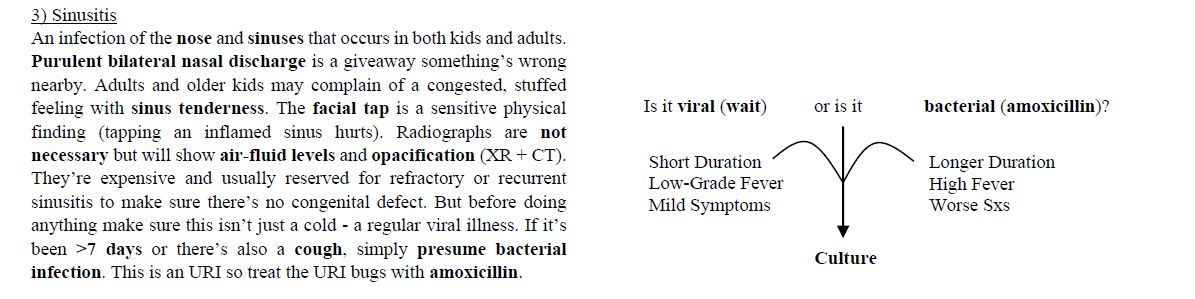 3) Sinusitis
An infection of the nose and sinuses that occurs in both kids and adults.
Purulent bilateral nasal discharge is a giveaway something's wrong
nearby. Adults and older kids may complain of a congested, stuffed
feeling with sinus tenderness. The facial tap is a sensitive physical
finding (tapping an inflamed sinus hurts). Radiographs are not
necessary but will show air-fluid levels and opacification (XR + CT).
They're expensive and usually reserved for refractory or recurrent
sinusitis to make sure there's no congenital defect. But before doing
anything make sure this isn't just a cold - a regular viral illness. If it's
been >7 days or there's also a cough, simply presume bacterial
infection. This is an URI so treat the URI bugs with amoxicillin.
Is it viral (wait) or is it bacterial (amoxicillin)?
Short Duration
Low-Grade Fever
Mild Symptoms
Longer Duration
High Fever
Worse Sxs
Culture